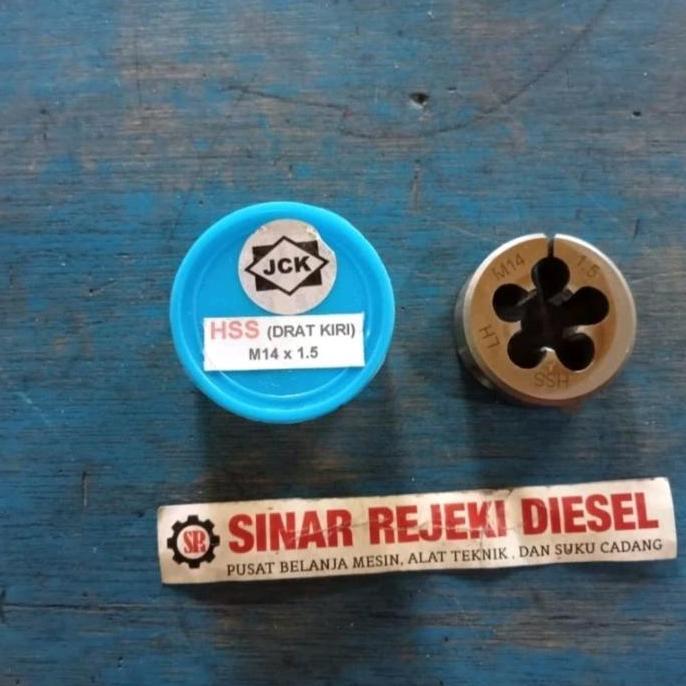 JCK
HSS (DRAT KIRI)
M14 x 1.5
M14 1.5
LH
HSS
SR
SINAR REJEKI DIESEL
PUSAT BELANJA MESIN, ALAT TEKNIK, DAN SUKU CADANG